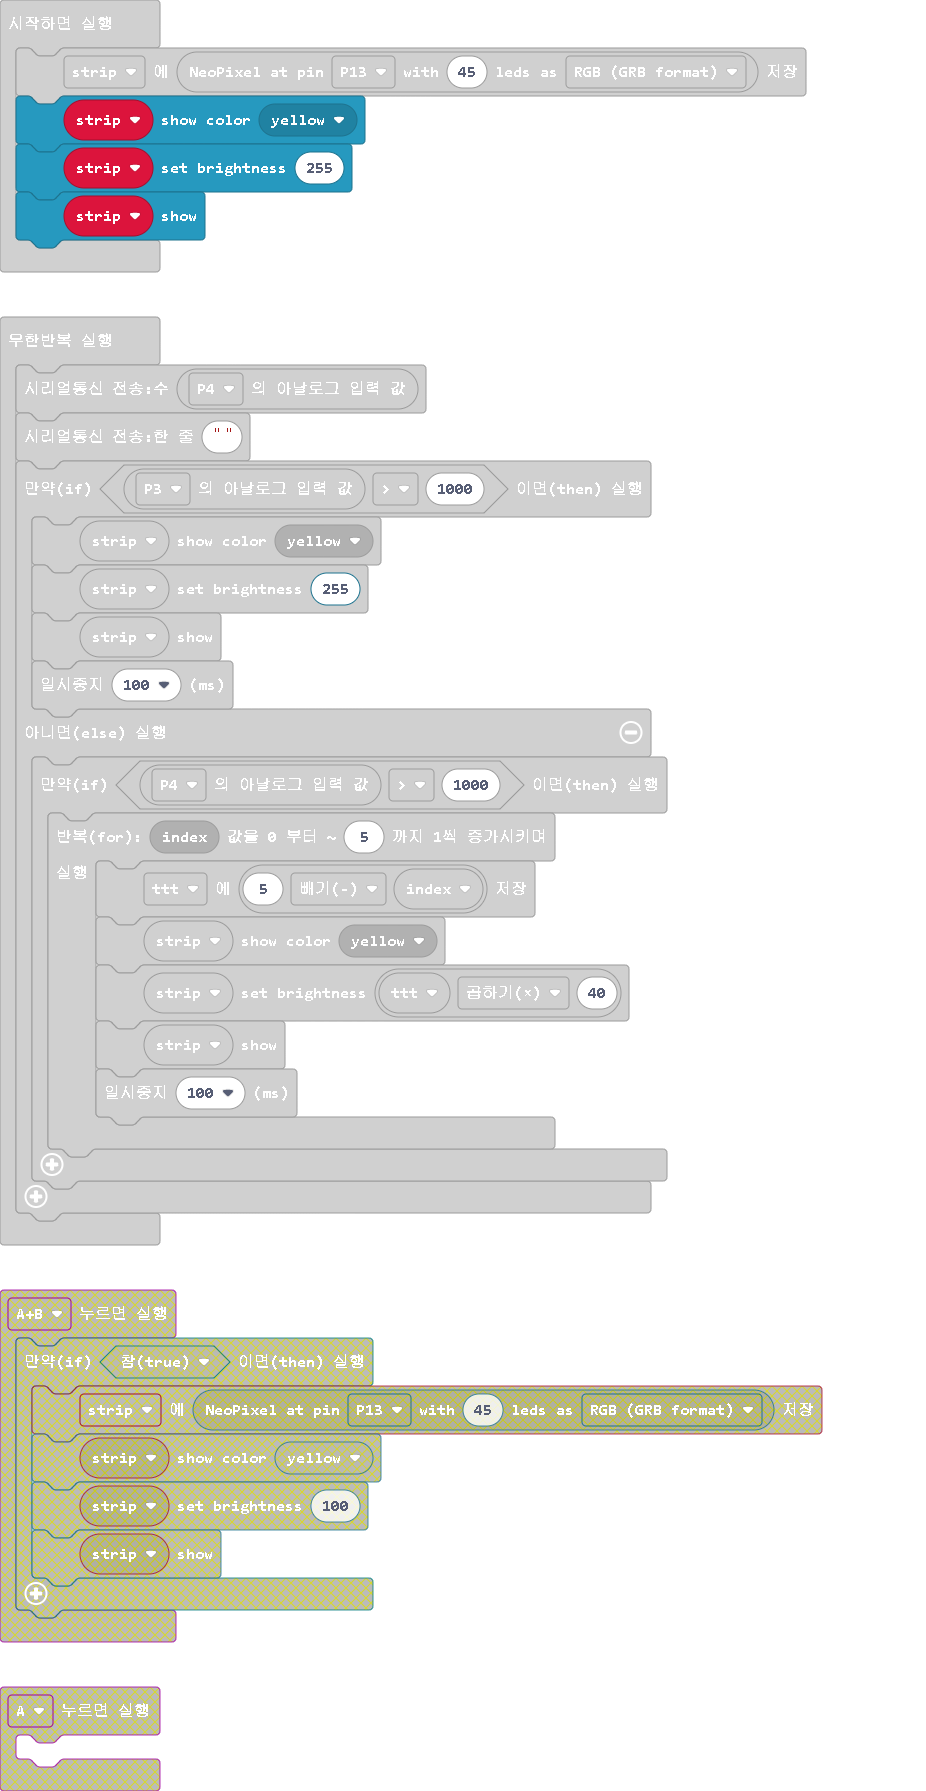 시작하면 실행
strip 에 NeoPixel at pin P13 with 45 leds as RGB (GRB format) 저장
strip show color yellow
strip set brightness 255
strip show
무한반복 실행
시리얼통신 전송:수 P4 의 아날로그 입력 값
시리얼통신 전송:한 줄 " "
만약(if) P3 의 아날로그 입력 값 > 1000 이면(then) 실행
strip show color yellow
strip set brightness 255
strip show
일시중지 100 (ms)
아니면(else) 실행
만약(if) P4 의 아날로그 입력 값 > 1000 이면(then) 실행
반복(for): index 값을 0 부터 ~ 5 까지 1씩 증가시키며
실행 ttt 에 5 빼기(-) index 저장
strip show color yellow
strip set brightness ttt 곱하기(×) 40
strip show
일시중지 100 (ms)
A+B 누르면 실행
만약(if) 참(true) 이면(then) 실행
strip 에 NeoPixel at pin P13 with 45 leds as RGB (GRB format) 저장
strip show color yellow
strip set brightness 100
strip show
A 누르면 실행